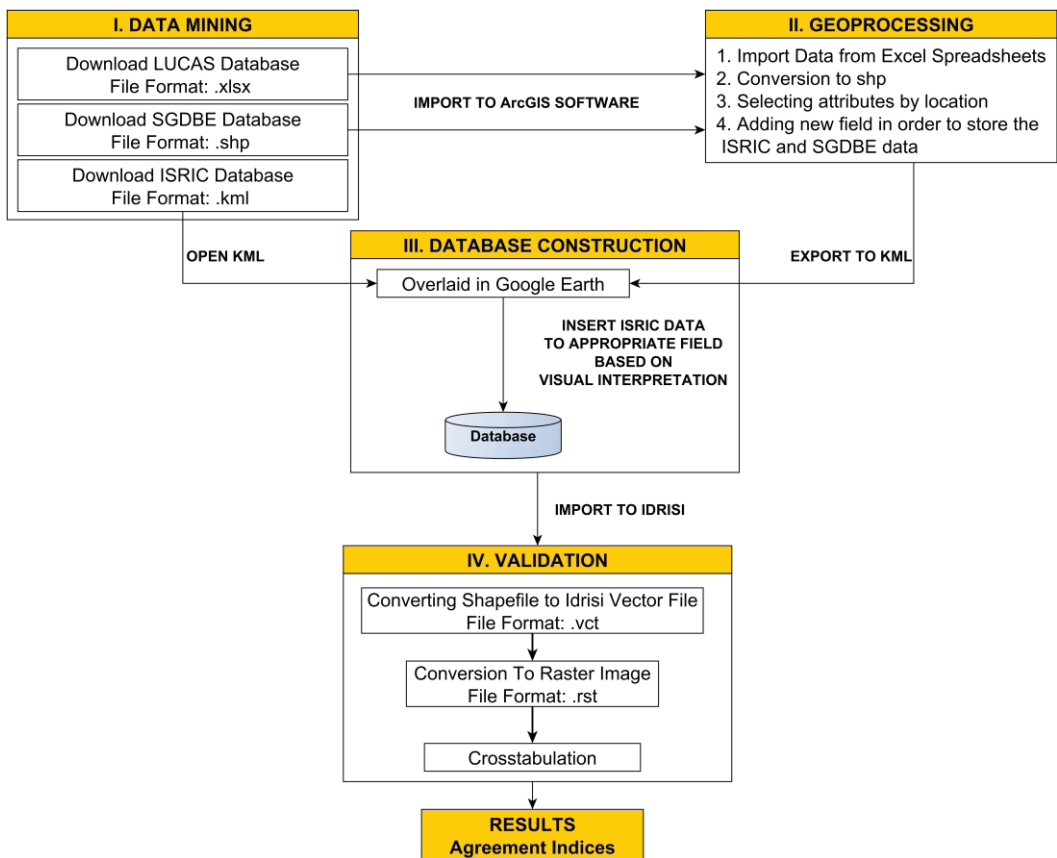 I. DATA MINING
Download LUCAS Database
File Format: .xlsx
Download SGDBE Database
File Format: .shp
Download ISRIC Database
File Format: .kml
IMPORT TO ArcGIS SOFTWARE
II. GEOPROCESSING
1. Import Data from Excel Spreadsheets
2. Conversion to shp
3. Selecting attributes by location
4. Adding new field in order to store the
ISRIC and SGDBE data
OPEN KML
EXPORT TO KML
III. DATABASE CONSTRUCTION
Overlaid in Google Earth
INSERT ISRIC DATA
TO APPROPRIATE FIELD
BASED ON
VISUAL INTERPRETATION
Database
IMPORT TO IDRISI
IV. VALIDATION
Converting Shapefile to Idrisi Vector File
File Format: .vct
Conversion To Raster Image
File Format: .rst
Crosstabulation
RESULTS
Agreement Indices